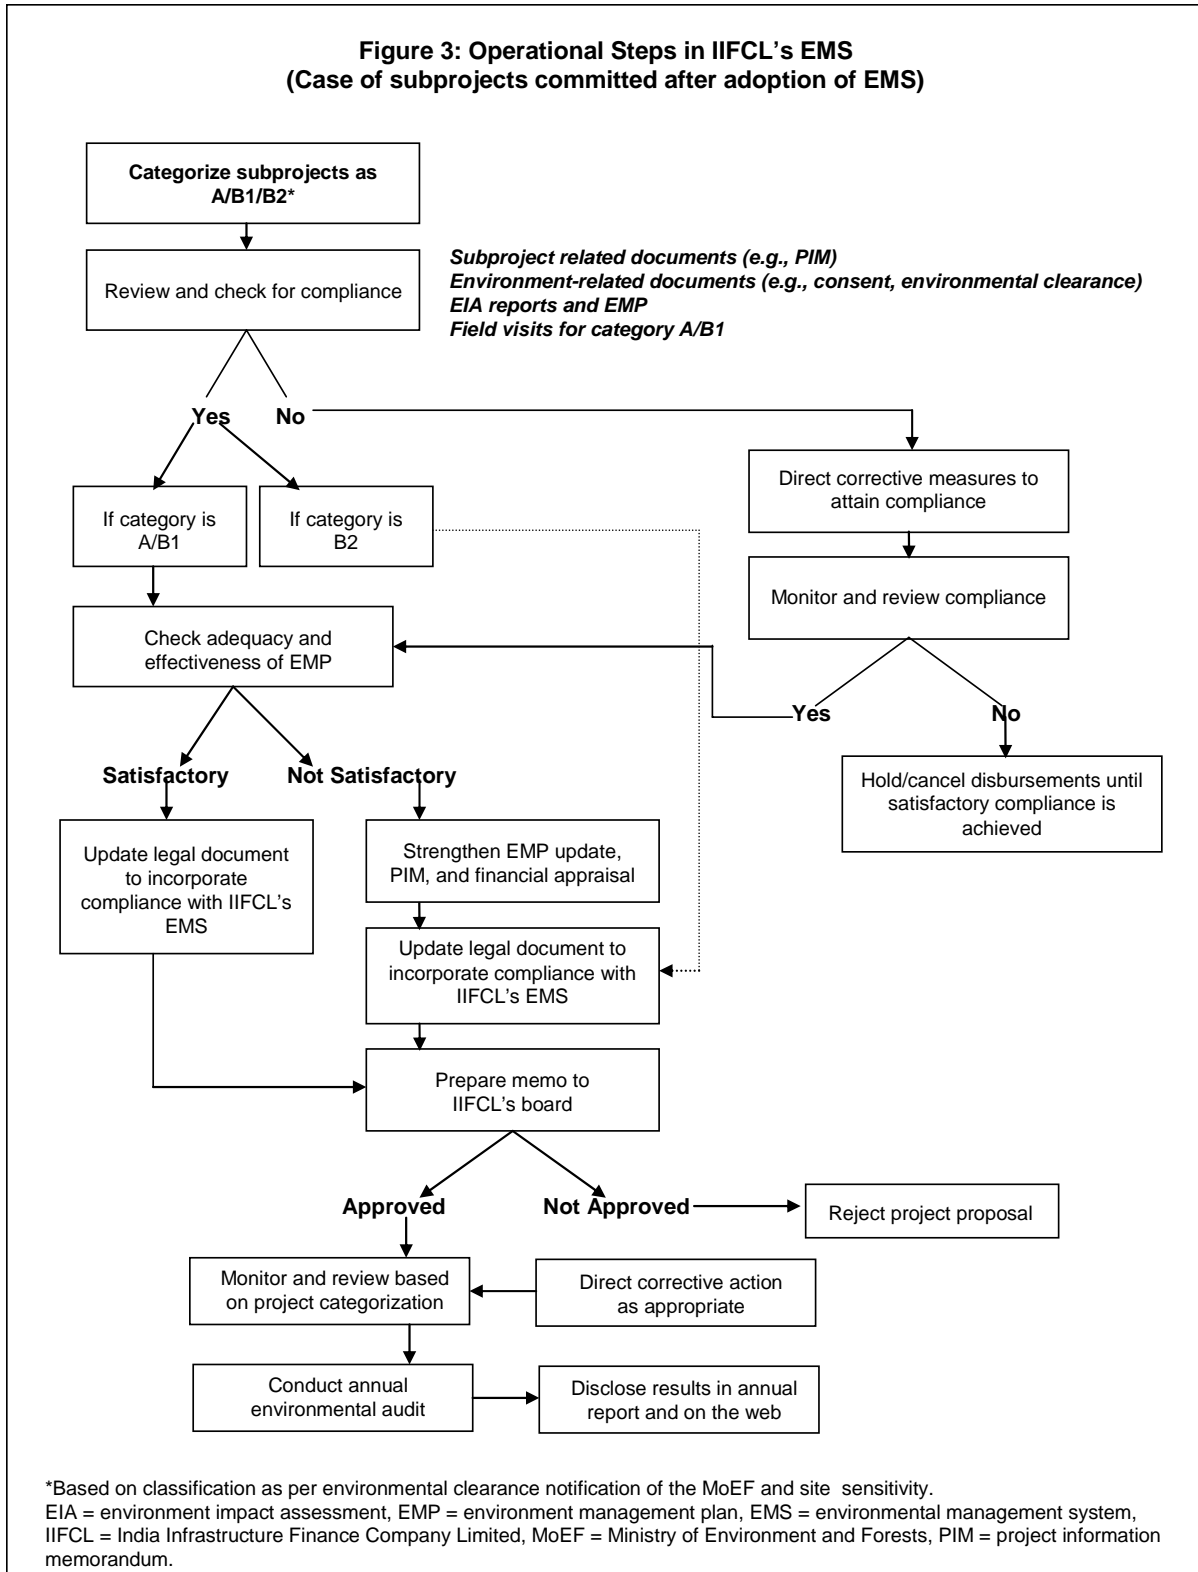 Figure 3: Operational Steps in IIFCL's EMS
(Case of subprojects committed after adoption of EMS)
Categorize subprojects as
A/B1/B2*
Review and check for compliance
Subproject related documents (e.g., PIM)
Environment-related documents (e.g., consent, environmental clearance)
EIA reports and EMP
Field visits for category A/B1
Yes
No
If category is
A/B1
If category is
B2
Direct corrective measures to
attain compliance
Monitor and review compliance
Check adequacy and
effectiveness of EMP
Yes
No
Satisfactory
Not Satisfactory
Hold/cancel disbursements until
satisfactory compliance is
achieved
Update legal document
to incorporate
compliance with IIFCL's
EMS
Strengthen EMP update,
PIM, and financial appraisal
Update legal document to
incorporate compliance with
IIFCL's EMS
Prepare memo to
IIFCL's board
Approved
Not Approved
Reject project proposal
Monitor and review based
on project categorization
Direct corrective action
as appropriate
Conduct annual
environmental audit
Disclose results in annual
report and on the web
*Based on classification as per environmental clearance notification of the MoEF and site sensitivity.
EIA = environment impact assessment, EMP = environment management plan, EMS = environmental management system,
IIFCL = India Infrastructure Finance Company Limited, MoEF = Ministry of Environment and Forests, PIM = project information
memorandum.